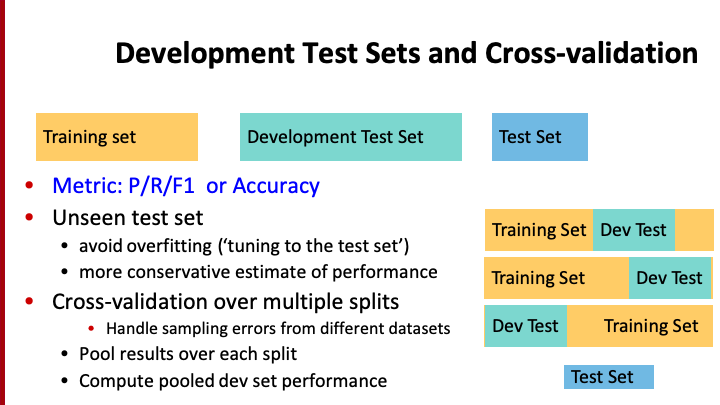 Development Test Sets and Cross-validation
Training set
Development Test Set
Test Set
• Metric: P/R/F1 or Accuracy
• Unseen test set
• avoid overfitting (‘tuning to the test set’)
• more conservative estimate of performance
• Cross-validation over multiple splits
• Handle sampling errors from different datasets
• Pool results over each split
• Compute pooled dev set performance
Training Set Dev Test
Training Set Dev Test
Dev Test Training Set
Test Set